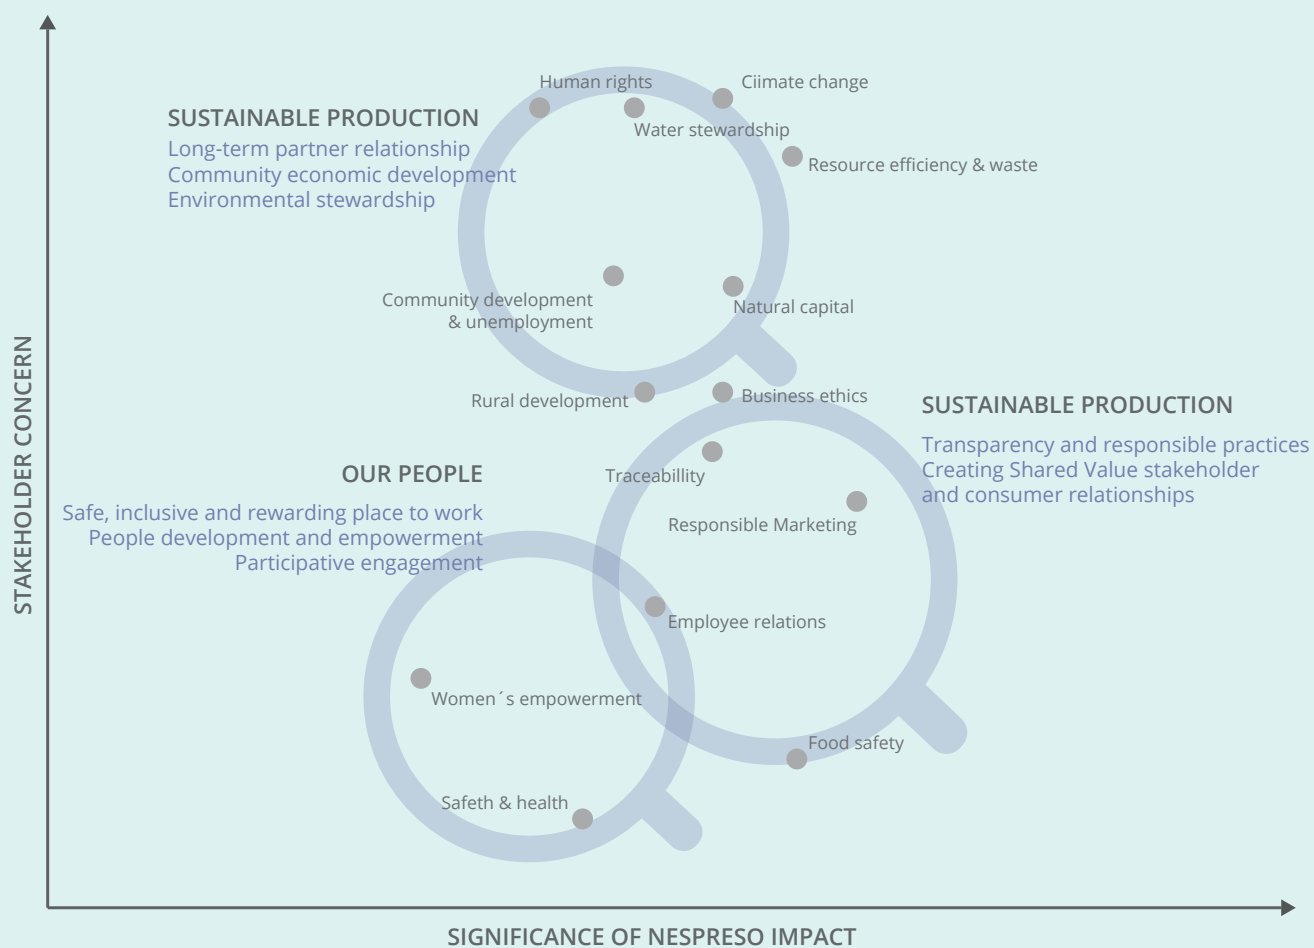 Human rights
Ciimate change
SUSTAINABLE PRODUCTION
Long-term partner relationship
Community economic development
Environmental stewardship
Water stewardship
Resource efficiency & waste
Community development
& unemployment
Natural capital
Rural development
Business ethics
SUSTAINABLE PRODUCTION
Transparency and responsible practices
Creating Shared Value stakeholder
and consumer relationships
OUR PEOPLE
Safe, inclusive and rewarding place to work
People development and empowerment
Participative engagement
Traceabillity
Responsible Marketing
Employee relations
Women´s empowerment
Food safety
Safeth & health
STAKEHOLDER CONCERN
SIGNIFICANCE OF NESPRESO IMPACT